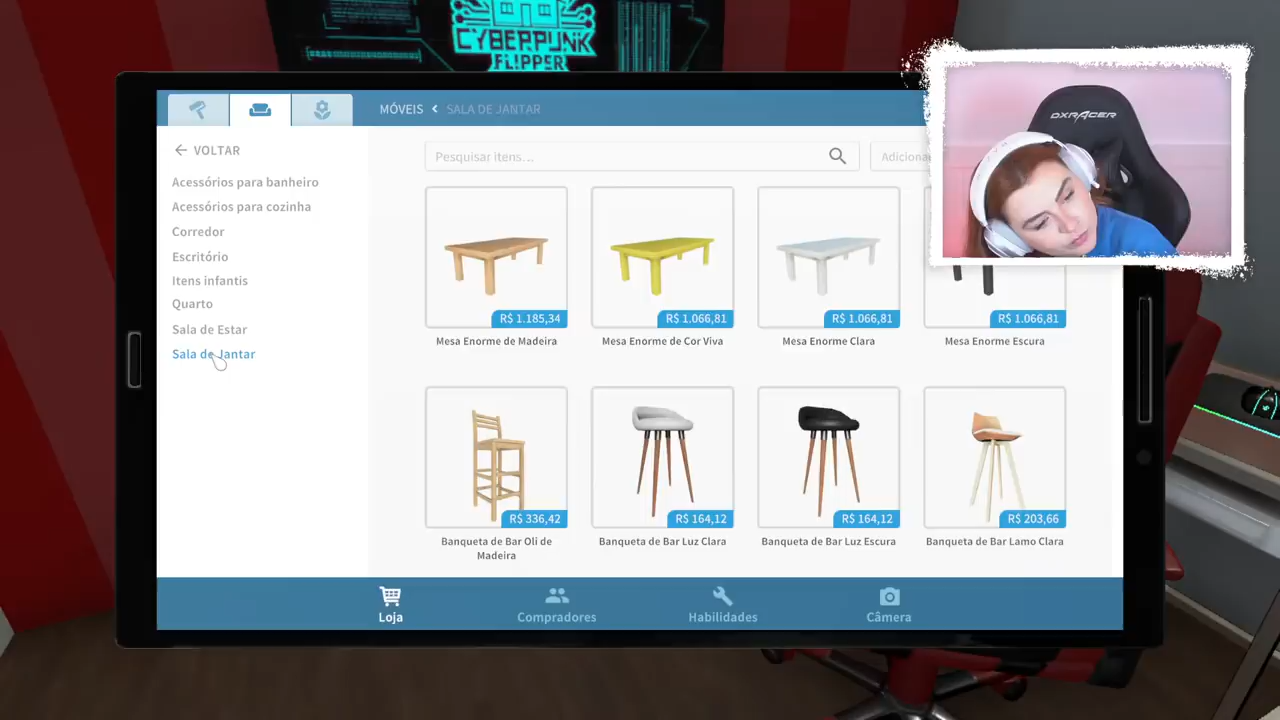 CYBERPUNK
FLIPPER
MÓVEIS < SALA DE JANTAR
VOLTAR
Acessórios para banheiro
Acessórios para cozinha
Corredor
Escritório
Itens infantis
Quarto
Sala de Estar
Sala de Jantar
Pesquisar itens...
DXRACER
R$ 1.185,34
R$ 1.066,81
R$ 1.066,81
R$ 1.066,81
Mesa Enorme de Madeira
Mesa Enorme de Cor Viva
Mesa Enorme Clara
Mesa Enorme Escura
R$ 336,42
R$ 164,12
R$ 164,12
R$ 203,66
Banqueta de Bar Oli de
Madeira
Banqueta de Bar Luz Clara
Banqueta de Bar Luz Escura
Banqueta de Bar Lamo Clara
Loja
Compradores
Habilidades
Câmera